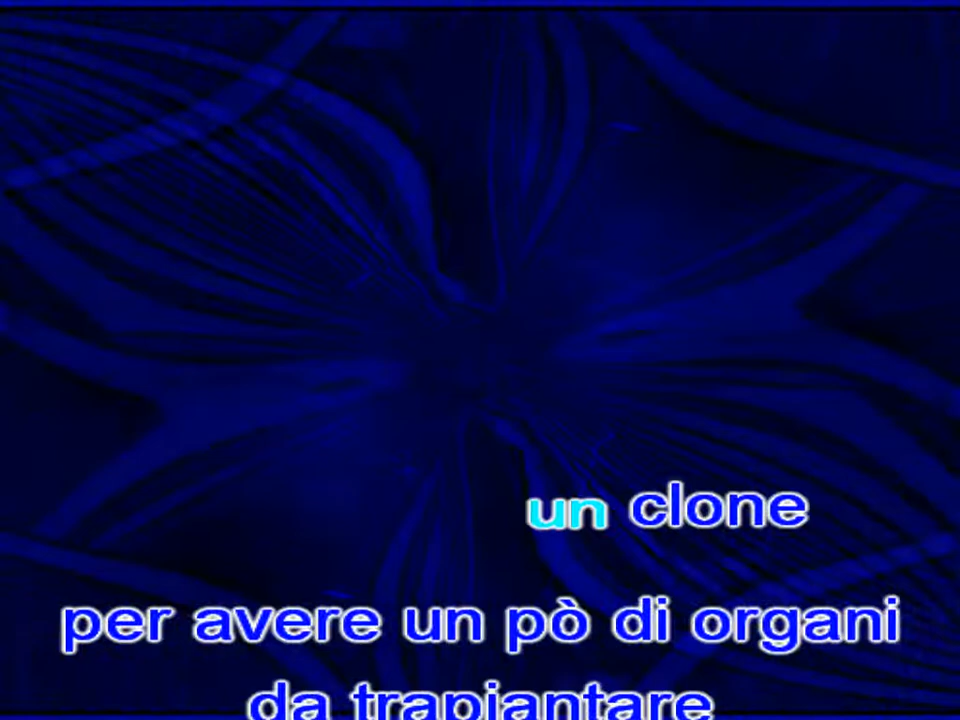 un clone
per avere un pò di organi
da trapiantare